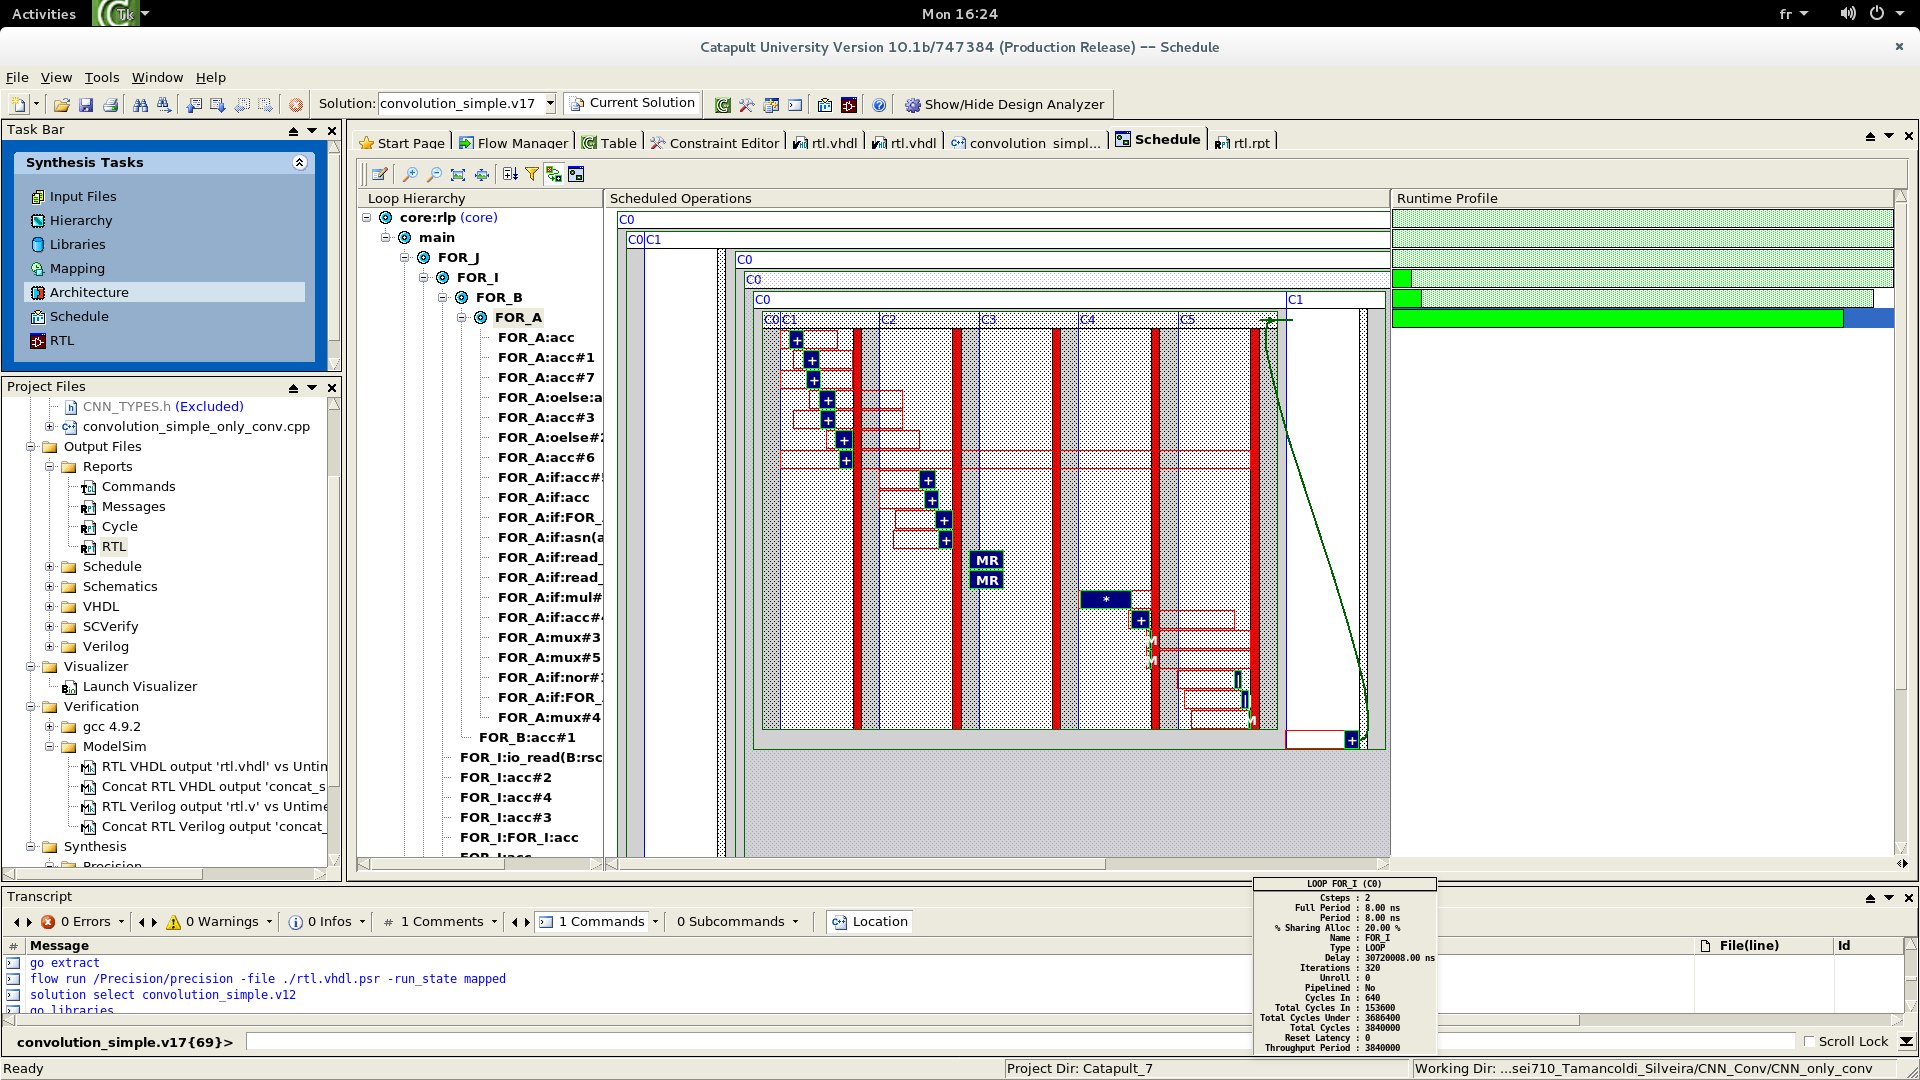 Activities
Tk
Mon 16:24
fr
Catapult University Version 10.1b/747384 (Production Release) -- Schedule
File View Tools Window Help
Solution: convolution_simple.v17 Current Solution Show/Hide Design Analyzer
Task Bar
Synthesis Tasks
Input Files
Hierarchy
Libraries
Mapping
Architecture
Schedule
RTL
Project Files
CNN_TYPES.h (Excluded)
convolution_simple_only_conv.cpp
Output Files
Reports
Commands
Messages
Cycle
RTL
Schedule
Schematics
VHDL
SCVerify
Verilog
Visualizer
Launch Visualizer
Verification
gcc 4.9.2
ModelSim
RTL VHDL output 'rtl.vhdl' vs Untin
Concat RTL VHDL output 'concat_s
RTL Verilog output 'rtl.v' vs Untime
Concat RTL Verilog output 'concat_
Synthesis
Precision
Start Page Flow Manager Table Constraint Editor rtl.vhdl rtl.vhdl convolution_simpl... Schedule rtl.rpt
Loop Hierarchy
core:rlp (core)
main
FOR_J
FOR_I
FOR_B
FOR_A
FOR_A:acc
FOR_A:acc#1
FOR_A:acc#7
FOR_A:oelse:a
FOR_A:acc#3
FOR_A:oelse#2
FOR_A:acc#6
FOR_A:if:acc#5
FOR_A:if:acc
FOR_A:if:FOR_
FOR_A:if:asn(a
FOR_A:if:read_
FOR_A:if:read_
FOR_A:if:mul#
FOR_A:if:acc#4
FOR_A:mux#3
FOR_A:mux#5
FOR_A:if:nor#1
FOR_A:if:FOR_
FOR_A:mux#4
FOR_B:acc#1
FOR_I:io_read(B:rsc
FOR_I:acc#2
FOR_I:acc#4
FOR_I:acc#3
FOR_I:FOR_I:acc
FOR_I:acc
Scheduled Operations
C0
C0 C1
C0
C0
C0 C1
C0 C1 C2 C3 C4 C5
+
+
+
+
+
+
+
+
+
+
+
MR
MR
*
+
M
M
M
+
Runtime Profile
Transcript
0 Errors 0 Warnings 0 Infos # 1 Comments 1 Commands 0 Subcommands Location
# Message File(line) Id
go extract
flow run /Precision/precision -file ./rtl.vhdl.psr -run_state mapped
solution select convolution_simple.v12
go libraries
LOOP FOR_I (C0)
Csteps : 2
Full Period : 8.00 ns
Period : 8.00 ns
% Sharing Alloc : 20.00 %
Name : FOR_I
Type : LOOP
Delay : 30720008.00 ns
Iterations : 320
Unroll : 0
Pipelined : No
Cycles In : 640
Total Cycles In : 153600
Total Cycles Under : 3686400
Total Cycles : 3840000
Reset Latency : 0
Throughput Period : 3840000
convolution_simple.v17{69}> Scroll Lock
Ready
Project Dir: Catapult_7
Working Dir: ...sei710_Tamancoldi_Silveira/CNN_Conv/CNN_only_conv